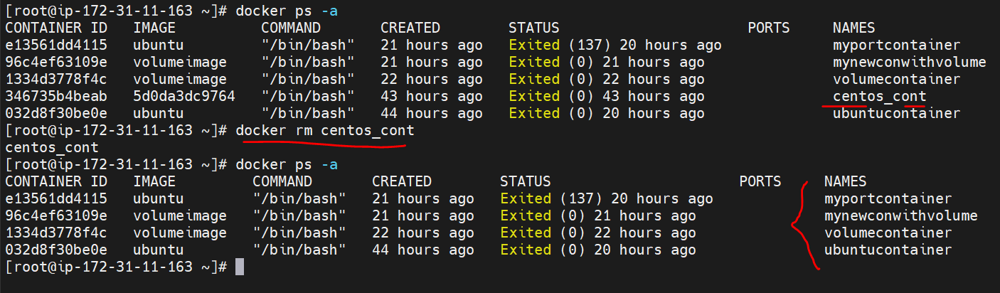 [root@ip-172-31-11-163 ~]# docker ps -a
CONTAINER ID   IMAGE          COMMAND       CREATED        STATUS                      PORTS     NAMES
e13561dd4115   ubuntu         "/bin/bash"   21 hours ago   Exited (137) 20 hours ago             myportcontainer
96c4ef63109e   volumeimage    "/bin/bash"   21 hours ago   Exited (0) 21 hours ago               mynewconwithvolume
1334d3778f4c   volumeimage    "/bin/bash"   22 hours ago   Exited (0) 22 hours ago               volumecontainer
346735b4beab   5d0da3dc9764   "/bin/bash"   43 hours ago   Exited (0) 43 hours ago               centos_cont
032d8f30be0e   ubuntu         "/bin/bash"   44 hours ago   Exited (0) 20 hours ago               ubuntucontainer
[root@ip-172-31-11-163 ~]# docker rm centos_cont
centos_cont
[root@ip-172-31-11-163 ~]# docker ps -a
CONTAINER ID   IMAGE         COMMAND       CREATED        STATUS                      PORTS     NAMES
e13561dd4115   ubuntu        "/bin/bash"   21 hours ago   Exited (137) 20 hours ago             myportcontainer
96c4ef63109e   volumeimage   "/bin/bash"   21 hours ago   Exited (0) 21 hours ago               mynewconwithvolume
1334d3778f4c   volumeimage   "/bin/bash"   22 hours ago   Exited (0) 22 hours ago               volumecontainer
032d8f30be0e   ubuntu        "/bin/bash"   44 hours ago   Exited (0) 20 hours ago               ubuntucontainer
[root@ip-172-31-11-163 ~]#